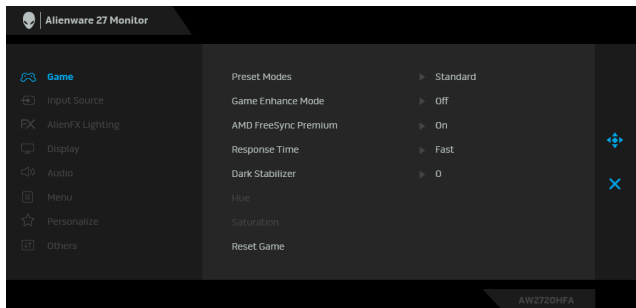 Alienware 27 Monitor
Game
Input Source
AlienFX Lighting
Display
Audio
Menu
Personalize
Others
Preset Modes Standard
Game Enhance Mode Off
AMD FreeSync Premium On
Response Time Fast
Dark Stabilizer 0
Hue
Saturation
Reset Game
AW2720HFA